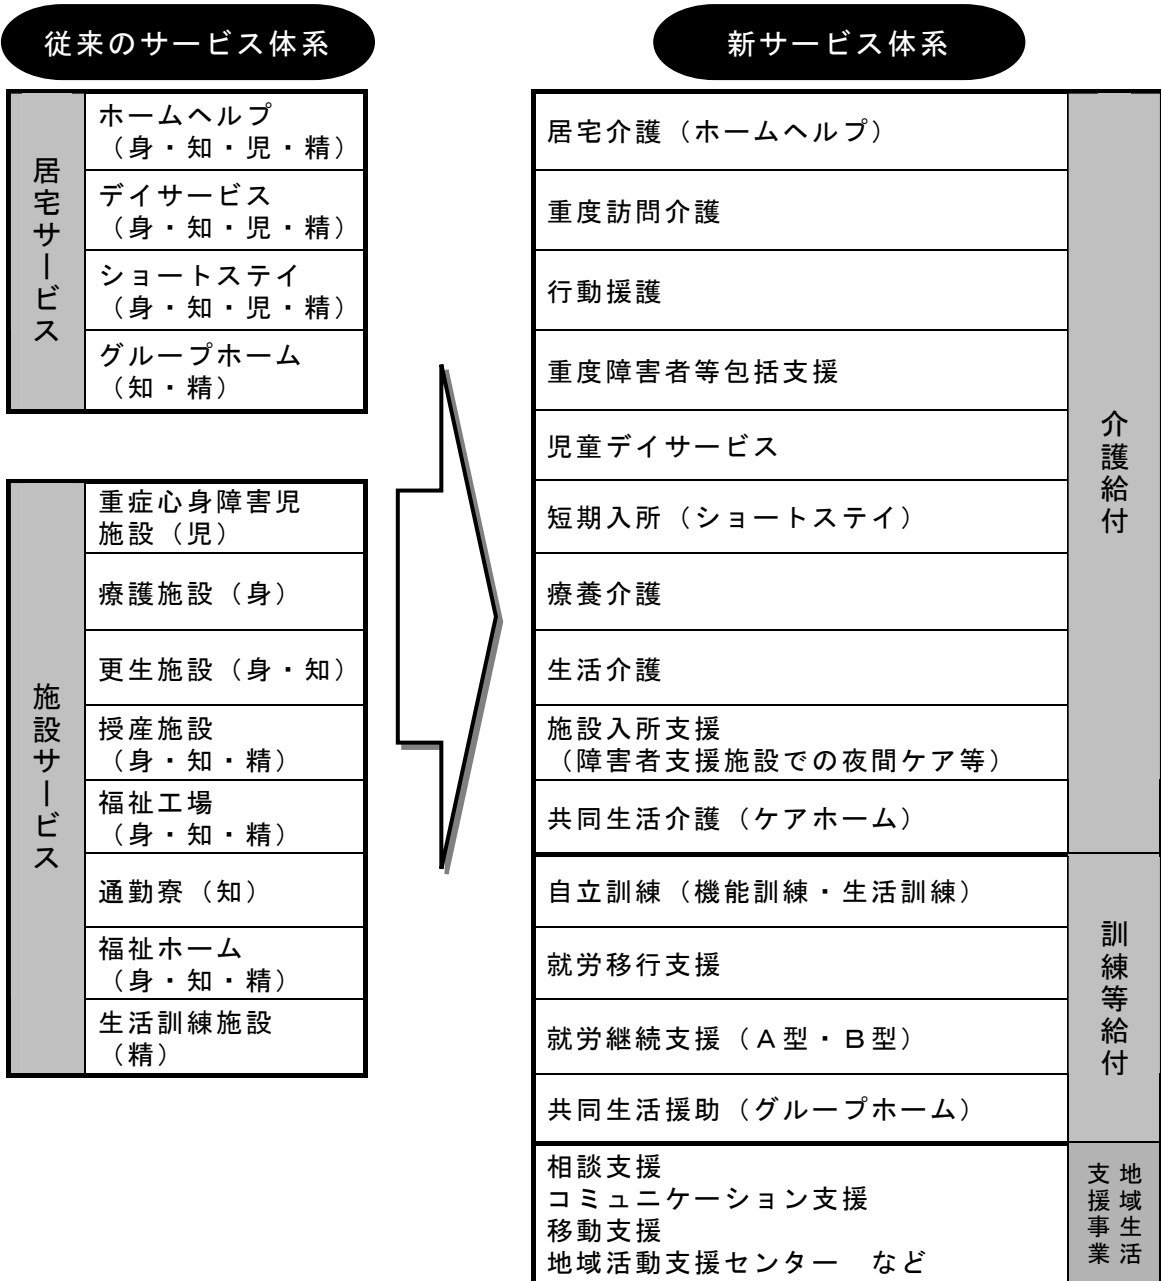 従来のサービス体系
居宅サービス
ホームヘルプ
（身・知・児・精）
デイサービス
（身・知・児・精）
ショートステイ
（身・知・児・精）
グループホーム
（知・精）
施設サービス
重症心身障害児
施設（児）
療護施設（身）
更生施設（身・知）
授産施設
（身・知・精）
福祉工場
（身・知・精）
通勤寮（知）
福祉ホーム
（身・知・精）
生活訓練施設
（精）
新サービス体系
居宅介護（ホームヘルプ）
重度訪問介護
行動援護
重度障害者等包括支援
児童デイサービス
短期入所（ショートステイ）
療養介護
生活介護
施設入所支援
（障害者支援施設での夜間ケア等）
共同生活介護（ケアホーム）
介護給付
自立訓練（機能訓練・生活訓練）
就労移行支援
就労継続支援（Ａ型・Ｂ型）
共同生活援助（グループホーム）
訓練等給付
相談支援
コミュニケーション支援
移動支援
地域活動支援センター　など
地域生活
支援事業